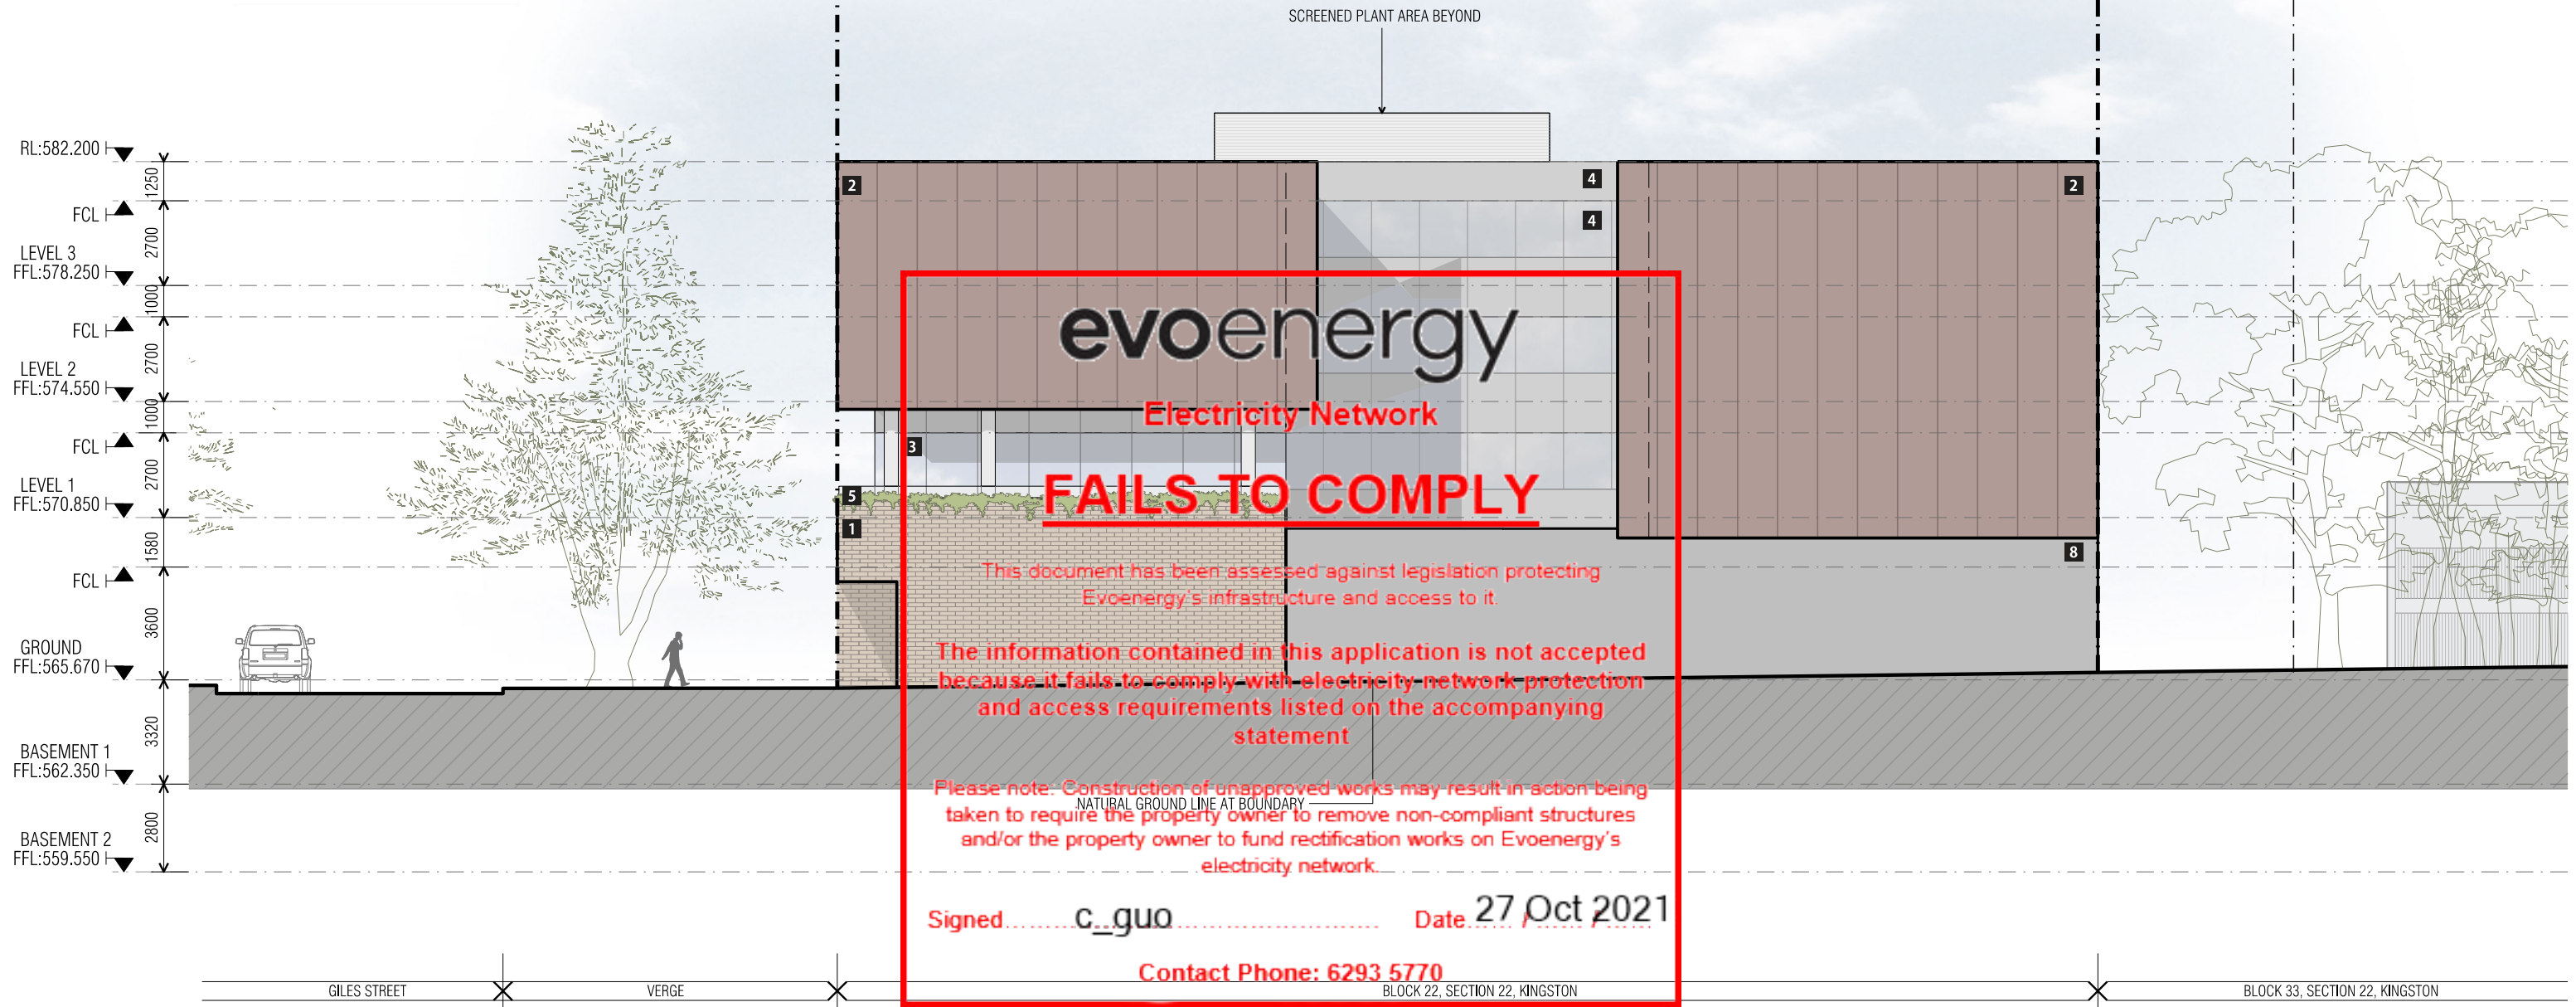 SCREENED PLANT AREA BEYOND
RL:582.200
1250
FCL
2700
LEVEL 3
FFL:578.250
1000
FCL
2700
LEVEL 2
FFL:574.550
1000
FCL
2700
LEVEL 1
FFL:570.850
1580
FCL
3600
GROUND
FFL:565.670
3320
BASEMENT 1
FFL:562.350
2800
BASEMENT 2
FFL:559.550
2
4
4
2
3
5
1
8
evoenergy
Electricity Network
FAILS TO COMPLY
This document has been assessed against legislation protecting
Evoenergy's infrastructure and access to it.
The information contained in this application is not accepted
because it fails to comply with electricity network protection
and access requirements listed on the accompanying
statement
Please note: Construction of unapproved works may result in action being
taken to require the property owner to remove non-compliant structures
and/or the property owner to fund rectification works on Evoenergy's
electricity network.
NATURAL GROUND LINE AT BOUNDARY
Signed c_guo Date 27 / Oct / 2021
Contact Phone: 6293 5770
GILES STREET
VERGE
BLOCK 22, SECTION 22, KINGSTON
BLOCK 33, SECTION 22, KINGSTON